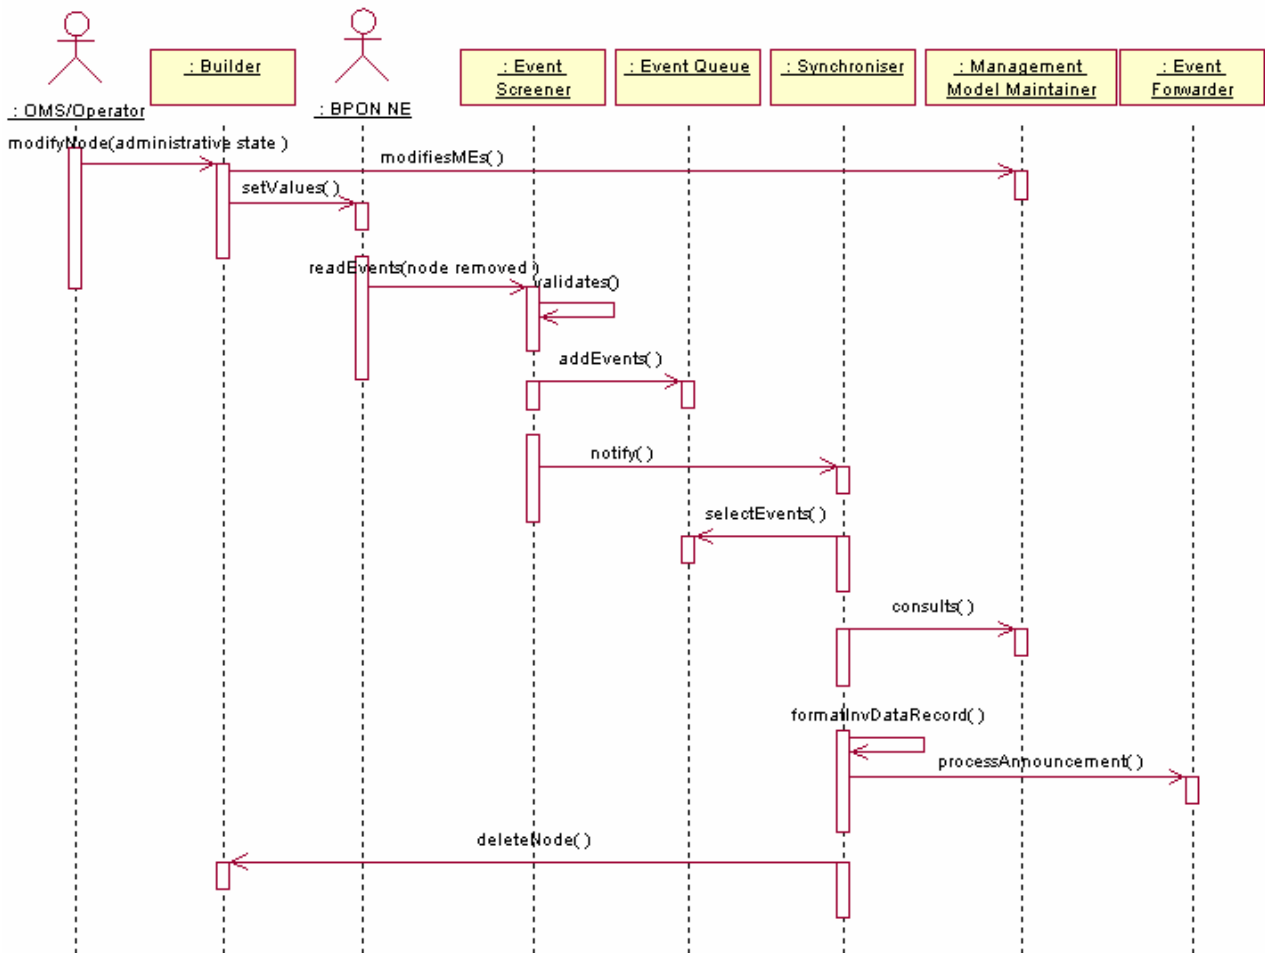 : Builder
: Event
Screener
: Event Queue
: Synchroniser
: Management
Model Maintainer
: Event
Forwarder
: OMS/Operator
: BPON NE
modifyNode(administrative state )
modifiesMEs( )
setValues( )
readEvents(node removed )
validates()
addEvents( )
notify( )
selectEvents( )
consults( )
formatInvDataRecord( )
processAnnouncement( )
deleteNode( )